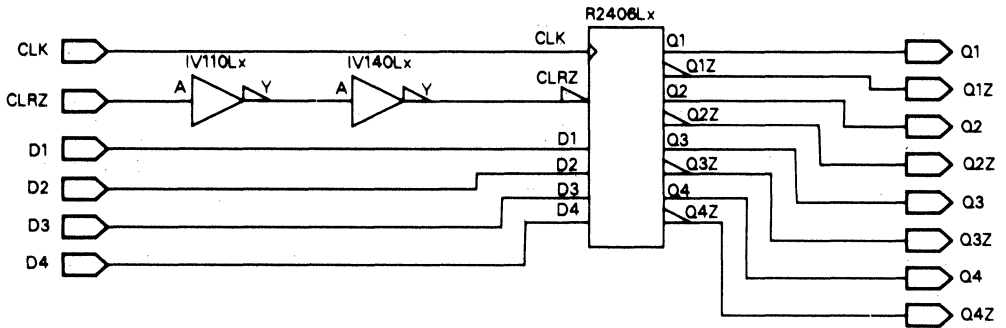 R2406Lx
CLK
CLK
Q1
Q1
IV110Lx
IV140Lx
Q1Z
Q1Z
CLRZ
A
Y
A
Y
CLRZ
Q2
Q2
Q2Z
D1
D1
Q3
Q2Z
D2
D2
Q3Z
D3
Q4
Q3
D3
D4
Q4Z
Q3Z
D4
Q4
Q4Z